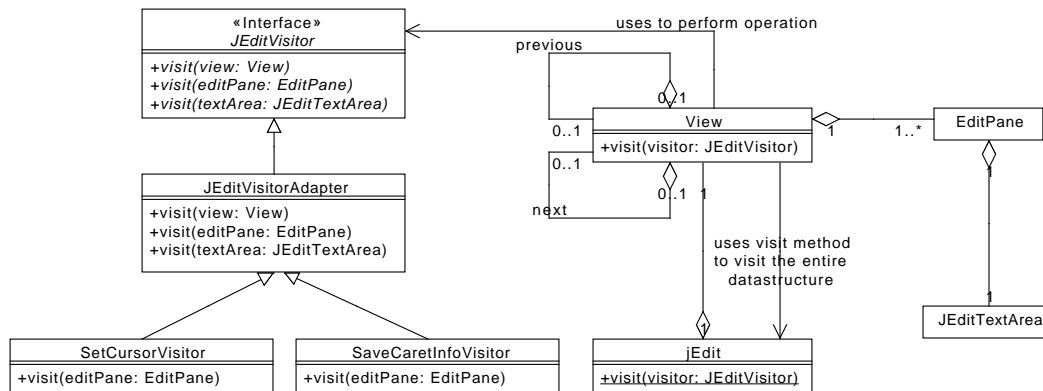 «Interface»
JEditVisitor
+visit(view: View)
+visit(editPane: EditPane)
+visit(textArea: JEditTextArea)
uses to perform operation
previous
0..1
0..1
View
+visit(visitor: JEditVisitor)
1
1..*
EditPane
0..1
0..1
1
1
next
JEditVisitorAdapter
+visit(view: View)
+visit(editPane: EditPane)
+visit(textArea: JEditTextArea)
uses visit method
to visit the entire
datastructure
1
1
JEditTextArea
SetCursorVisitor
+visit(editPane: EditPane)
SaveCaretInfoVisitor
+visit(editPane: EditPane)
jEdit
+visit(visitor: JEditVisitor)